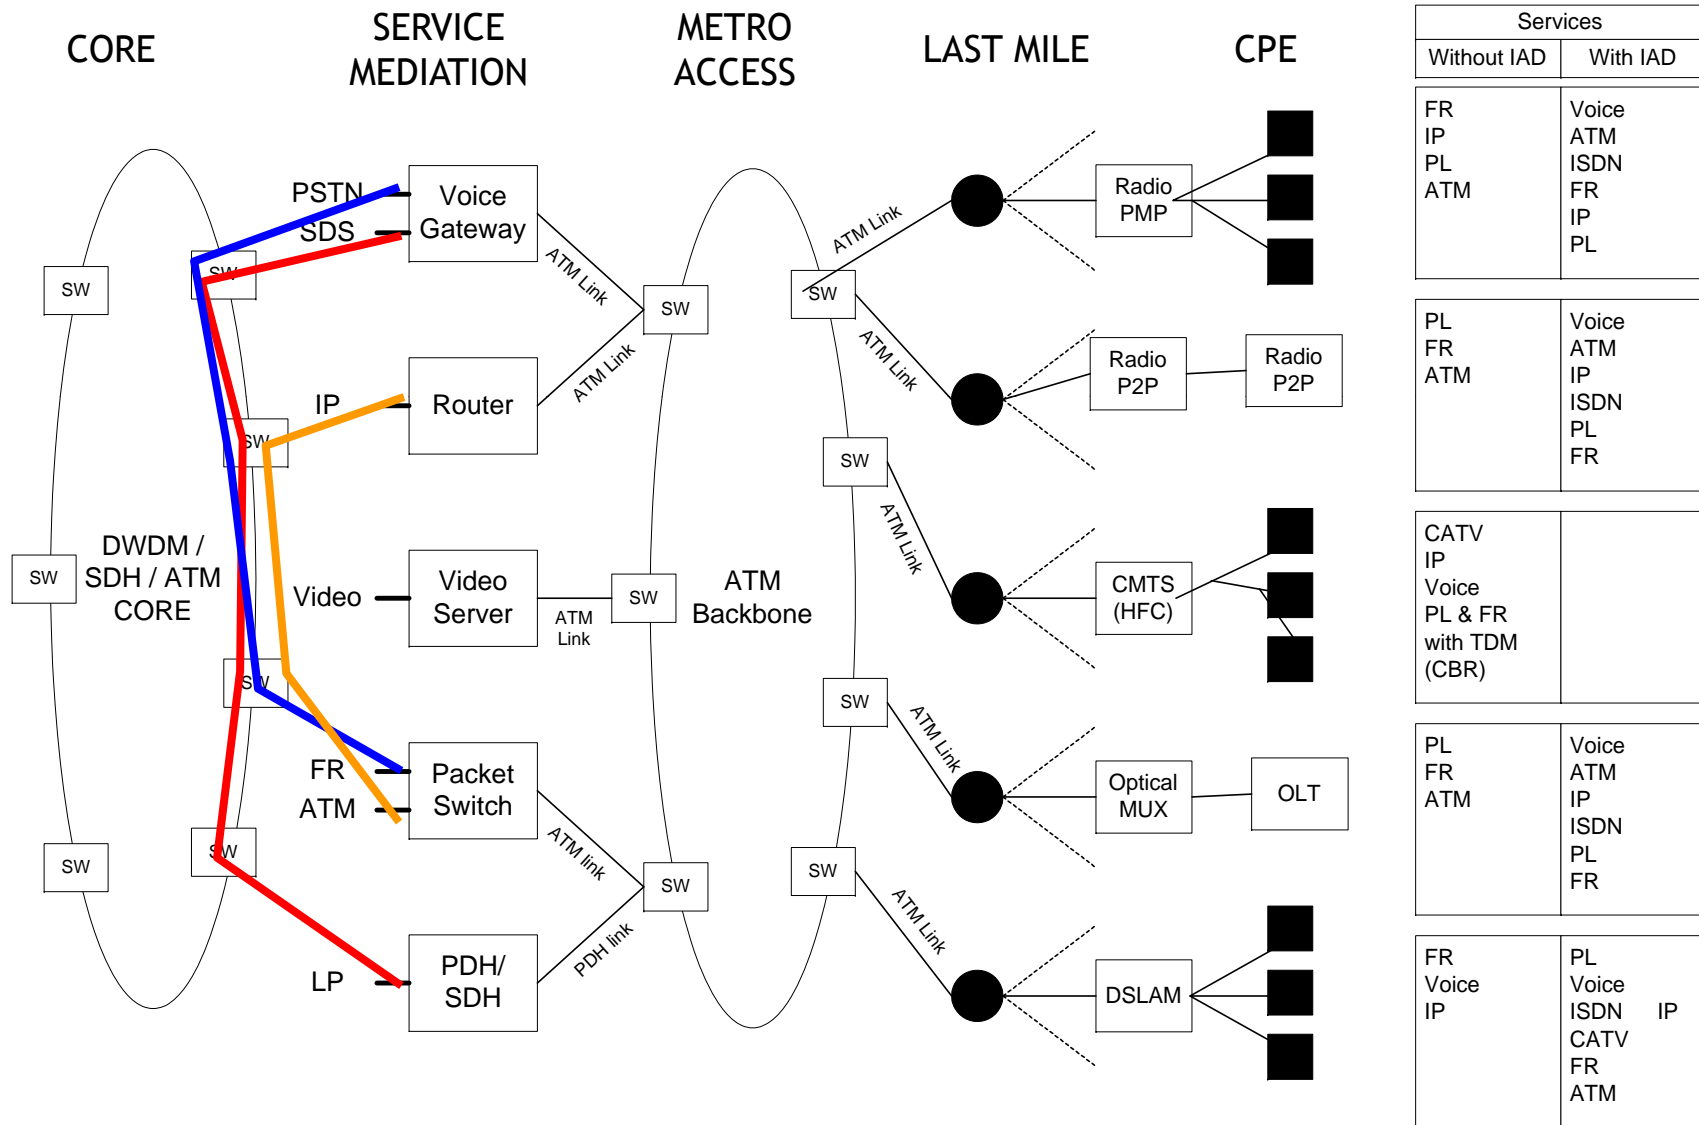 CORE
SERVICE
MEDIATION
METRO
ACCESS
LAST MILE
CPE
Services
Without IAD
With IAD
PSTN
SDS
Voice
Gateway
SW
SW
ATM Link
ATM Link
SW
IP
Router
SW
DWDM /
SDH / ATM
CORE
SW
Video
Video
Server
ATM
Link
SW
ATM
Backbone
SW
FR
ATM
Packet
Switch
ATM link
PDH link
SW
SW
SW
LP
PDH/
SDH
SW
ATM Link
Radio
PMP
ATM Link
Radio
P2P
Radio
P2P
SW
ATM Link
CMTS
(HFC)
SW
ATM Link
Optical
MUX
OLT
SW
ATM Link
DSLAM
FR
IP
PL
ATM
Voice
ATM
ISDN
FR
IP
PL
PL
FR
ATM
Voice
ATM
IP
ISDN
PL
FR
CATV
IP
Voice
PL & FR
with TDM
(CBR)
PL
FR
ATM
Voice
ATM
IP
ISDN
PL
FR
FR
Voice
IP
PL
Voice
ISDN IP
CATV
FR
ATM